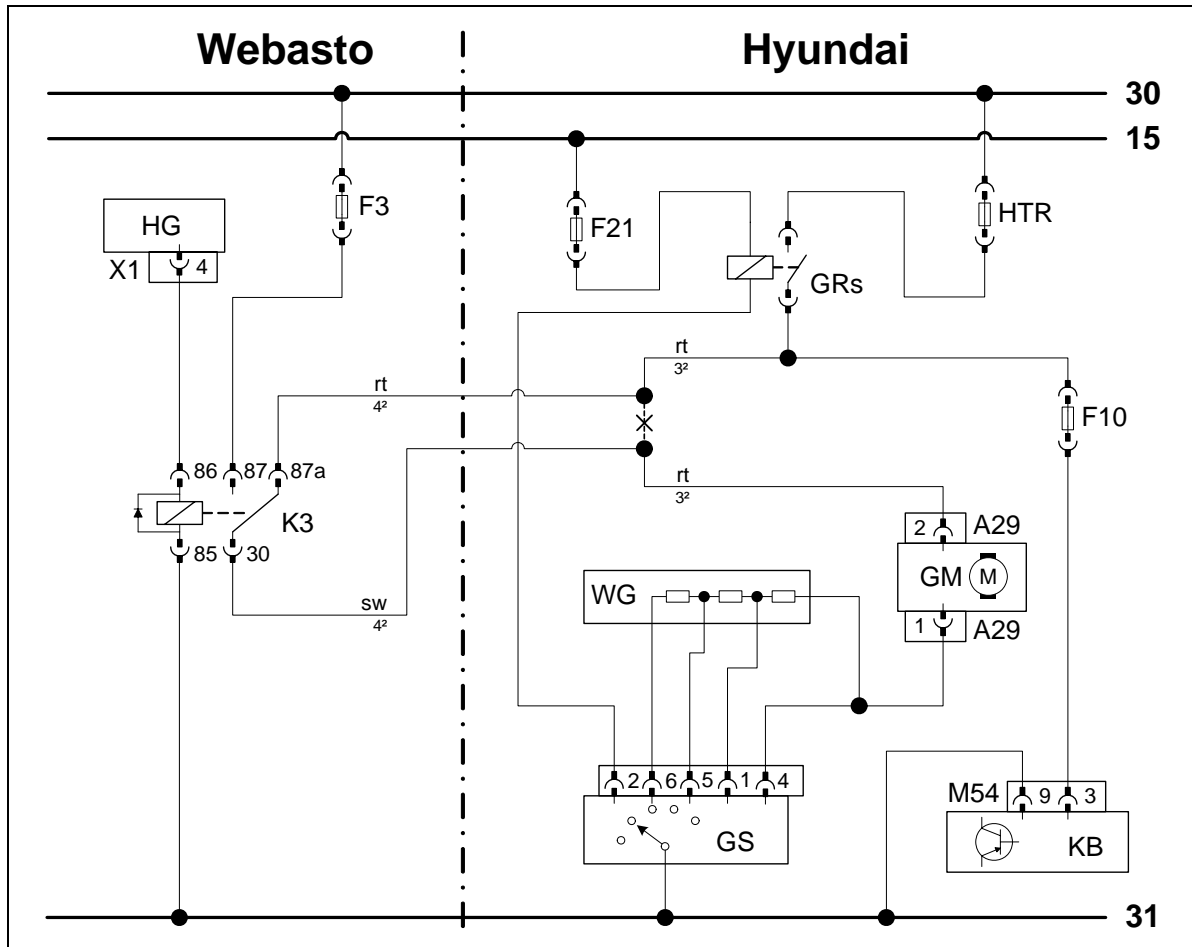 Webasto
Hyundai
30
15
F3
HG
X1
4
F21
HTR
GRs
rt
3²
rt
4²
F10
86
87
87a
rt
3²
K3
85
30
2
A29
GM
M
WG
sw
4²
1
A29
2
6
5
1
4
M54
9
3
GS
KB
31